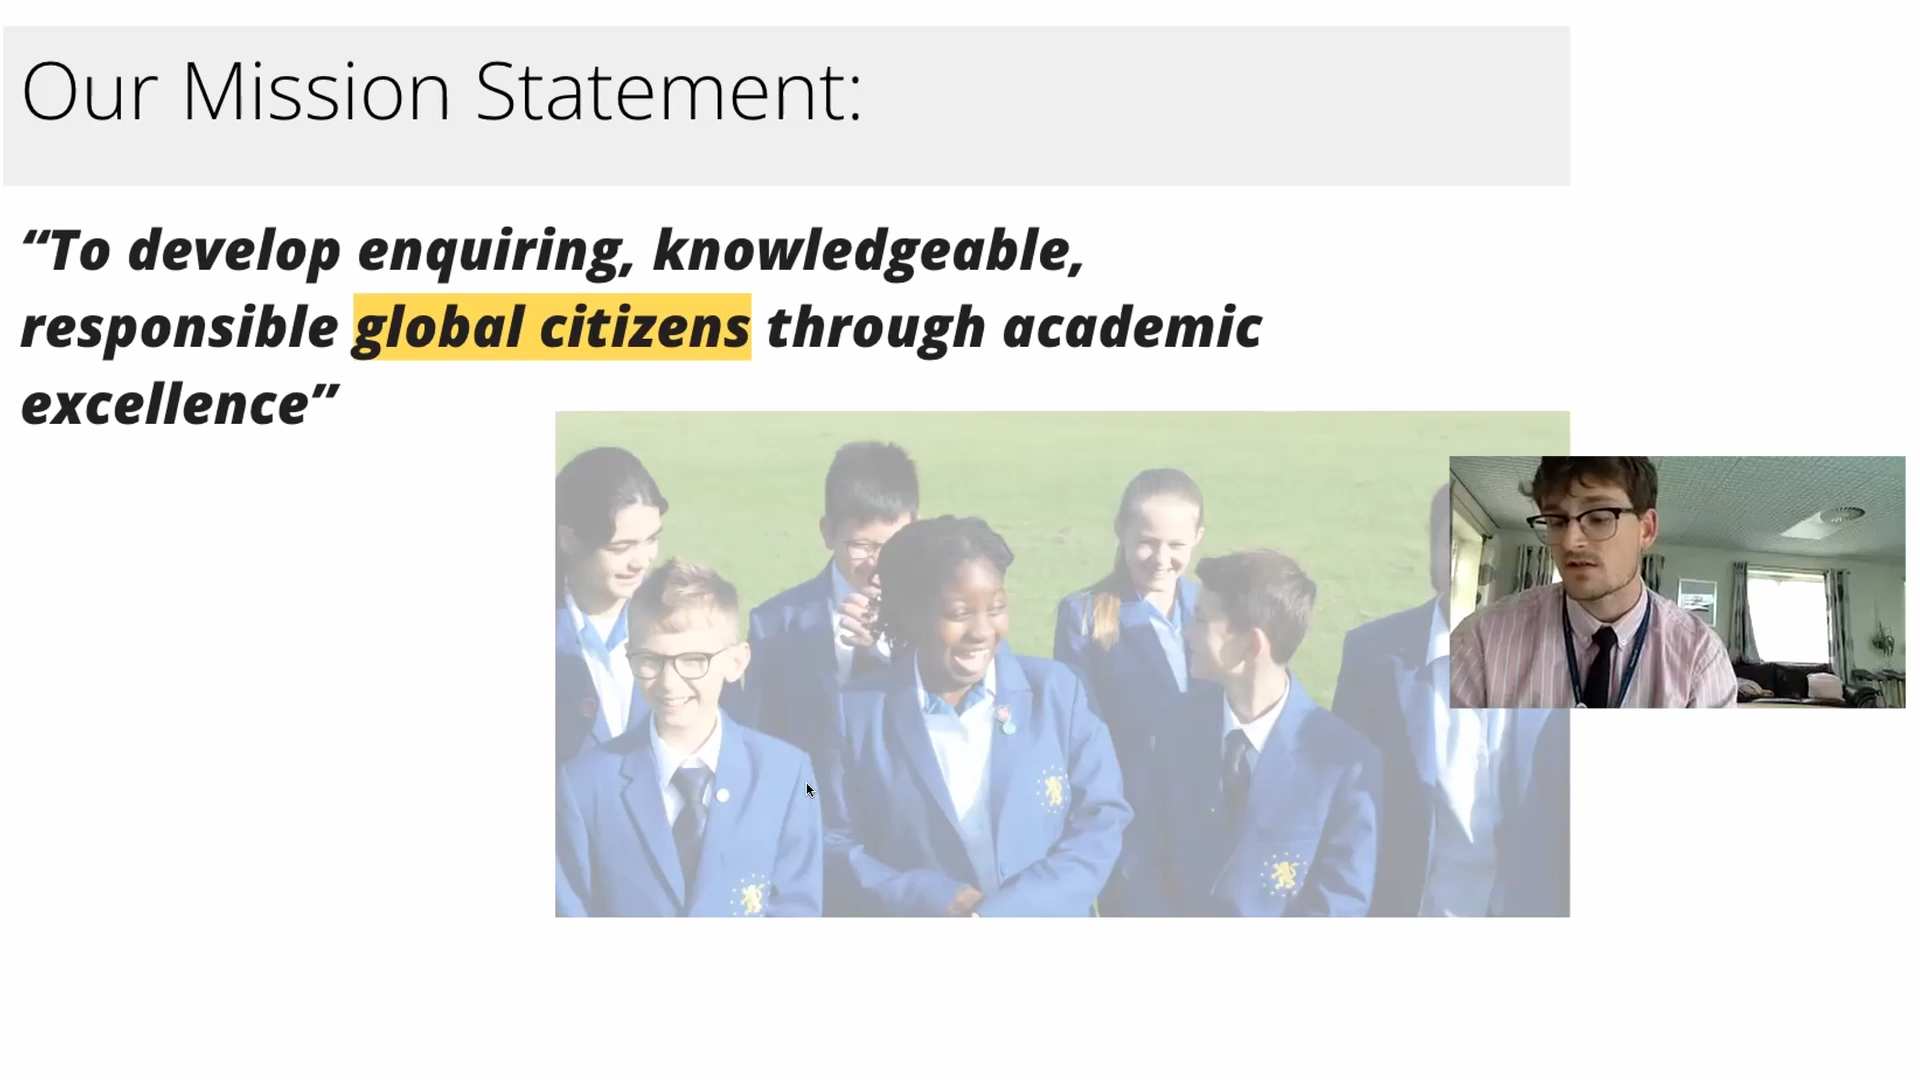 Our Mission Statement:
“To develop enquiring, knowledgeable,
responsible global citizens through academic
excellence”